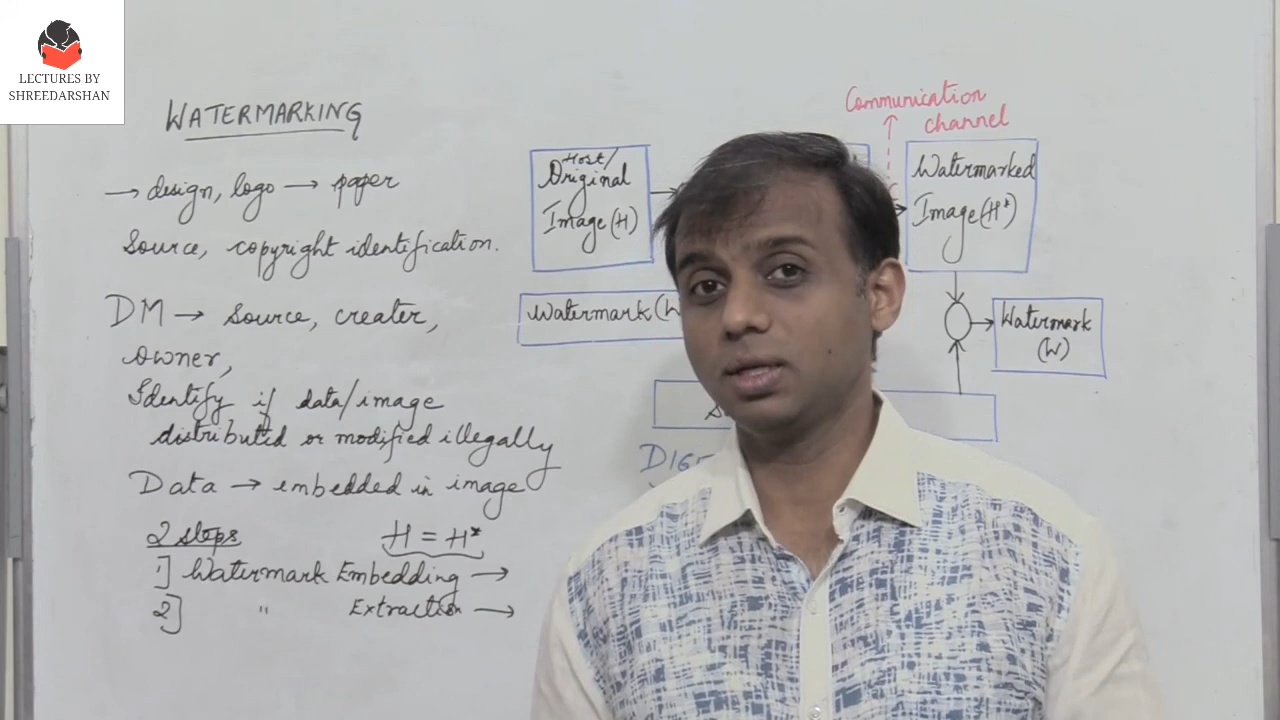 LECTURES BY
SHREEDARSHAN
WATERMARKING
→ design, logo → paper
Source, copyright identification.
DM → Source, creater,
owner,
Identify if data/image
distributed or modified illegally
Data → embedded in image
2 steps
H = H*
1] Watermark Embedding →
2] " Extraction →
Communication
channel
Host/
Original
Image(H)
Watermarked
Image(H*)
Watermark
Watermark
(W)